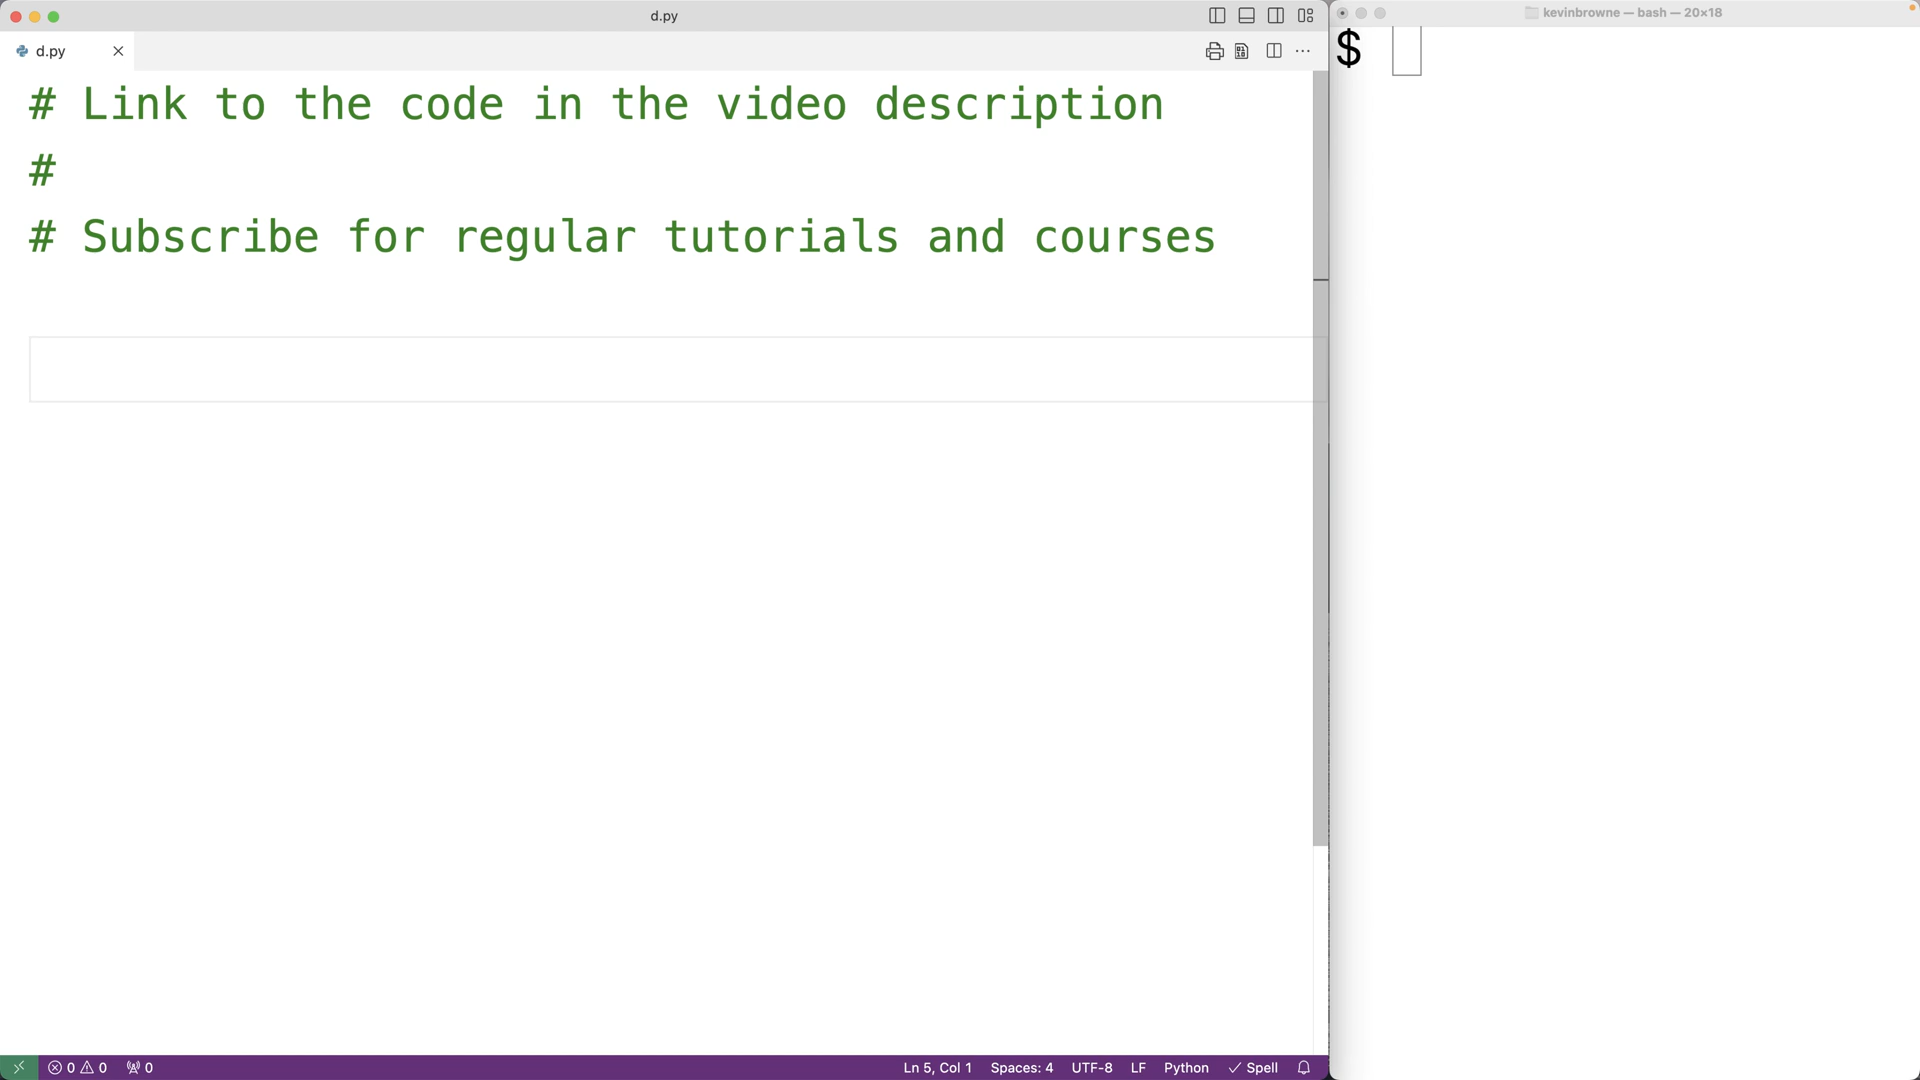 d.py
kevinbrowne — bash — 20×18
d.py
$
# Link to the code in the video description
#
# Subscribe for regular tutorials and courses
0 0 0
Ln 5, Col 1 Spaces: 4 UTF-8 LF Python Spell